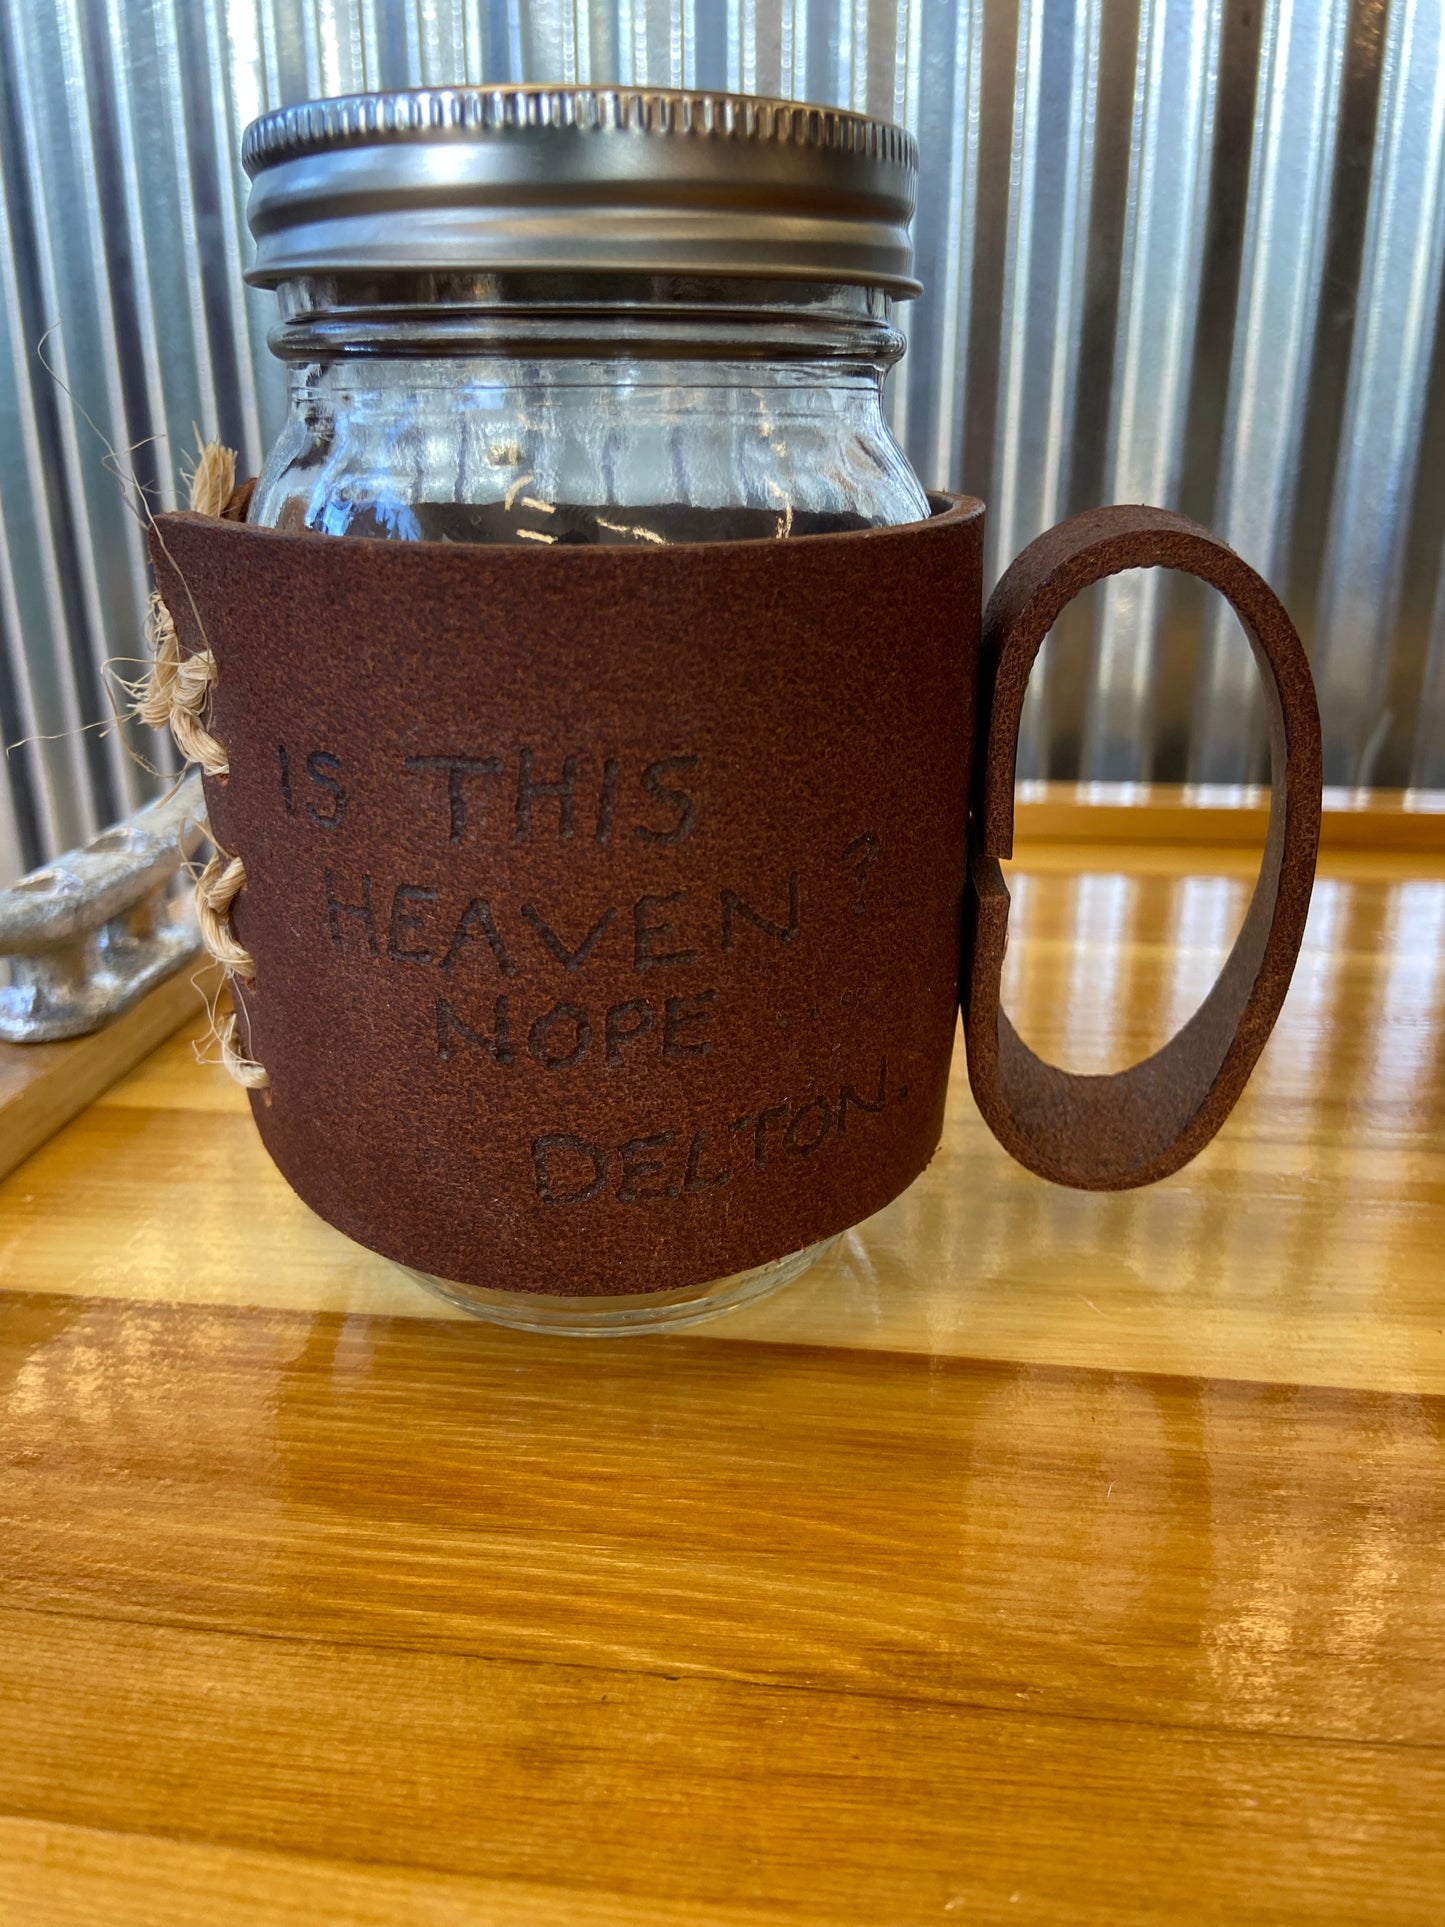 IS THIS
HEAVEN?
NOPE
DELTON.